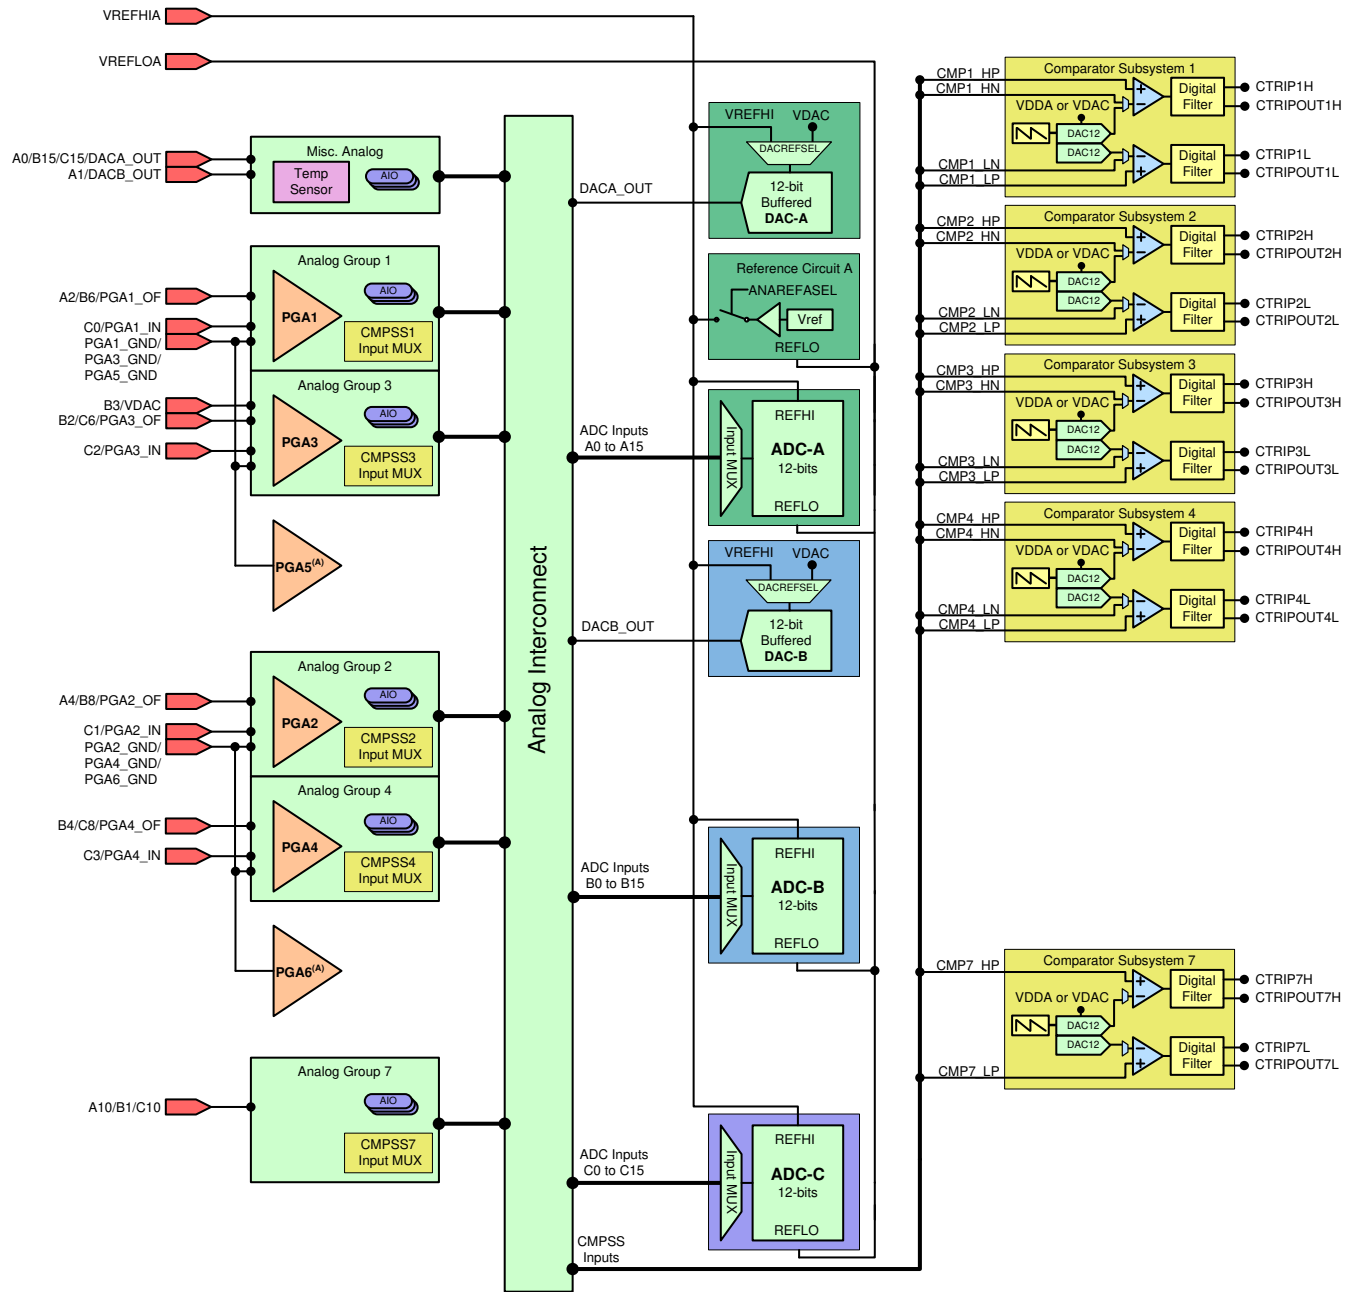 VREFHIA
VREFLOA
A0/B15/C15/DACA_OUT
A1/DACB_OUT
Misc. Analog
Temp
Sensor
AIO
Analog Group 1
A2/B6/PGA1_OF
C0/PGA1_IN
PGA1_GND/
PGA3_GND/
PGA5_GND
PGA1
AIO
CMPSS1
Input MUX
Analog Group 3
B3/VDAC
B2/C6/PGA3_OF
C2/PGA3_IN
PGA3
AIO
CMPSS3
Input MUX
PGA5(A)
Analog Group 2
A4/B8/PGA2_OF
C1/PGA2_IN
PGA2_GND/
PGA4_GND/
PGA6_GND
PGA2
AIO
CMPSS2
Input MUX
Analog Group 4
B4/C8/PGA4_OF
C3/PGA4_IN
PGA4
AIO
CMPSS4
Input MUX
PGA6(A)
Analog Group 7
A10/B1/C10
AIO
CMPSS7
Input MUX
Analog Interconnect
DACA_OUT
VREFHI
VDAC
DACREFSEL
12-bit
Buffered
DAC-A
Reference Circuit A
ANAREFASEL
Vref
REFLO
ADC Inputs
A0 to A15
Input MUX
REFHI
ADC-A
12-bits
REFLO
DACB_OUT
VREFHI
VDAC
DACREFSEL
12-bit
Buffered
DAC-B
ADC Inputs
B0 to B15
Input MUX
REFHI
ADC-B
12-bits
REFLO
ADC Inputs
C0 to C15
Input MUX
REFHI
ADC-C
12-bits
REFLO
CMPSS
Inputs
CMP1_HP
CMP1_HN
CMP1_LN
CMP1_LP
Comparator Subsystem 1
VDDA or VDAC
DAC12
DAC12
Digital
Filter
Digital
Filter
CTRIP1H
CTRIPOUT1H
CTRIP1L
CTRIPOUT1L
CMP2_HP
CMP2_HN
CMP2_LN
CMP2_LP
Comparator Subsystem 2
VDDA or VDAC
DAC12
DAC12
Digital
Filter
Digital
Filter
CTRIP2H
CTRIPOUT2H
CTRIP2L
CTRIPOUT2L
CMP3_HP
CMP3_HN
CMP3_LN
CMP3_LP
Comparator Subsystem 3
VDDA or VDAC
DAC12
DAC12
Digital
Filter
Digital
Filter
CTRIP3H
CTRIPOUT3H
CTRIP3L
CTRIPOUT3L
CMP4_HP
CMP4_HN
CMP4_LN
CMP4_LP
Comparator Subsystem 4
VDDA or VDAC
DAC12
DAC12
Digital
Filter
Digital
Filter
CTRIP4H
CTRIPOUT4H
CTRIP4L
CTRIPOUT4L
CMP7_HP
CMP7_LP
Comparator Subsystem 7
VDDA or VDAC
DAC12
DAC12
Digital
Filter
Digital
Filter
CTRIP7H
CTRIPOUT7H
CTRIP7L
CTRIPOUT7L